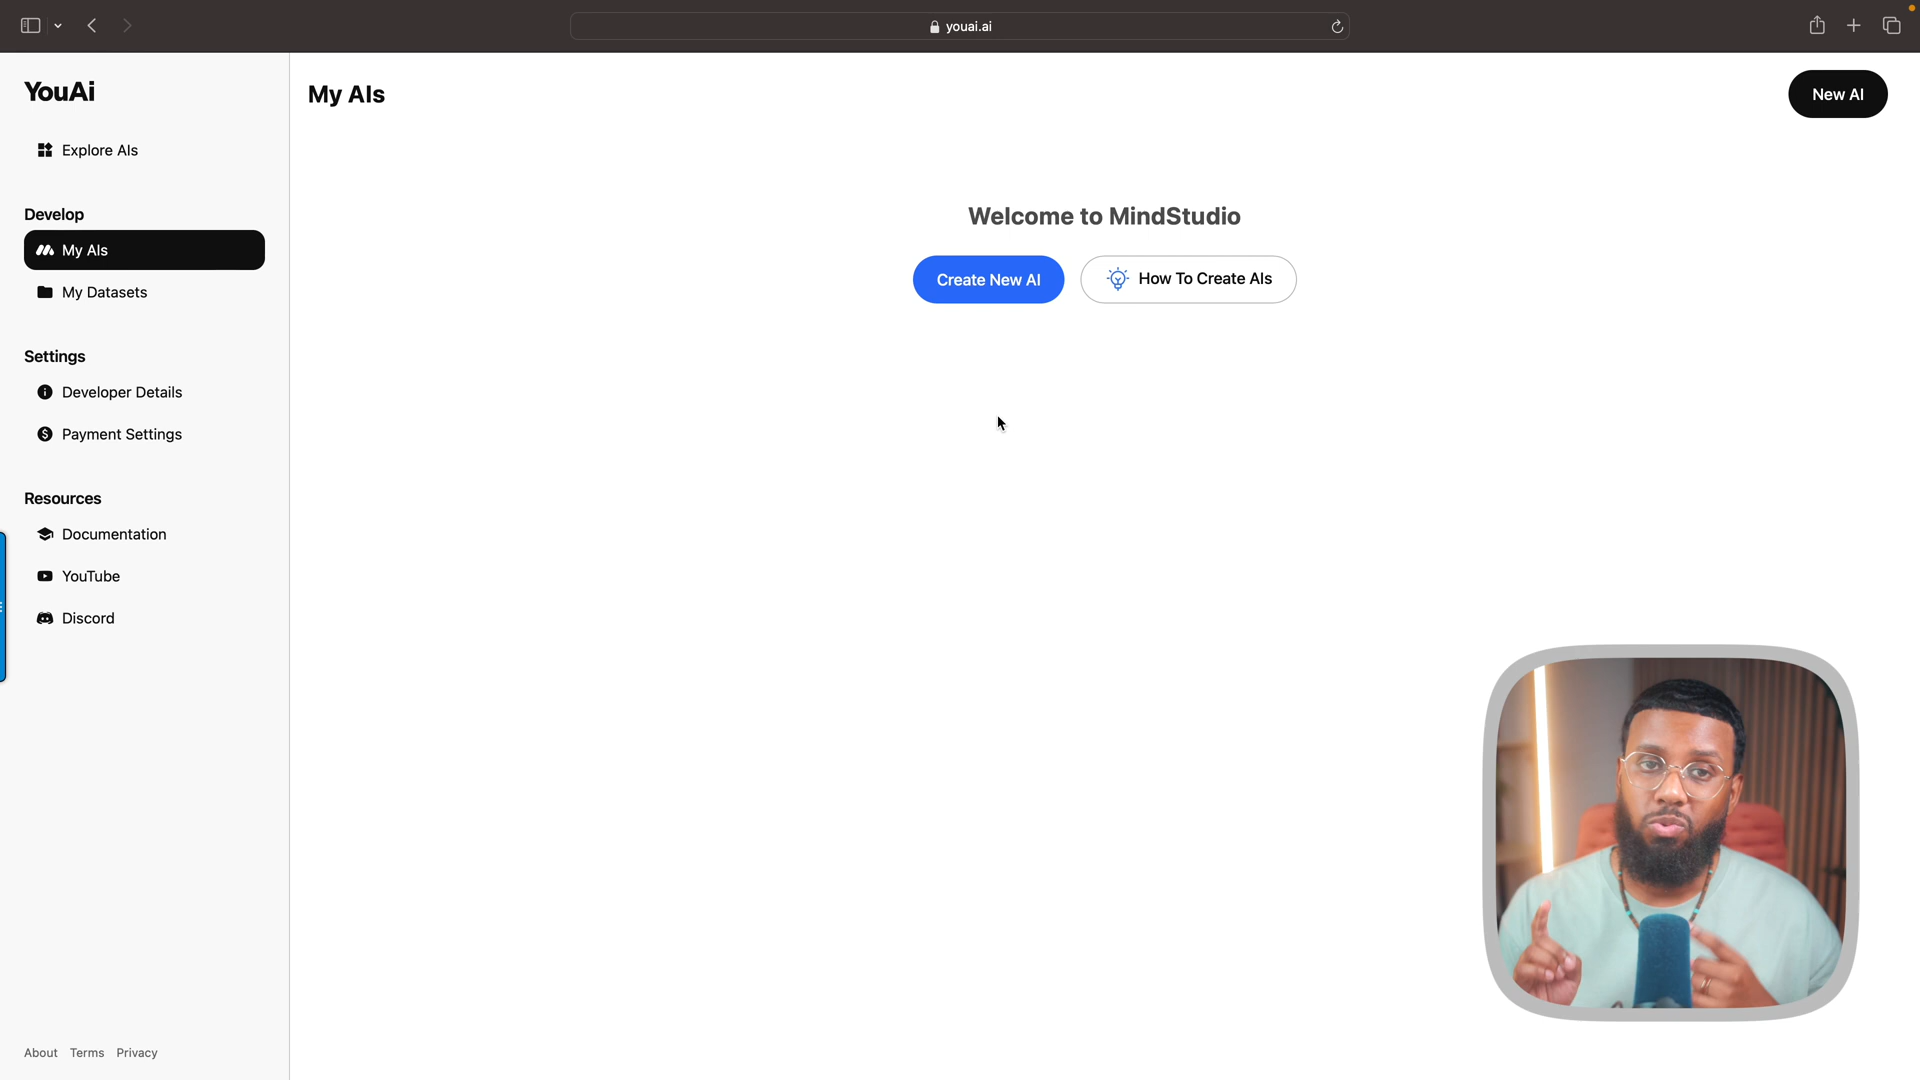 youai.ai
YouAi
Explore AIs
Develop
My AIs
My Datasets
Settings
Developer Details
Payment Settings
Resources
Documentation
YouTube
Discord
About Terms Privacy
My AIs
New AI
Welcome to MindStudio
Create New AI
How To Create AIs